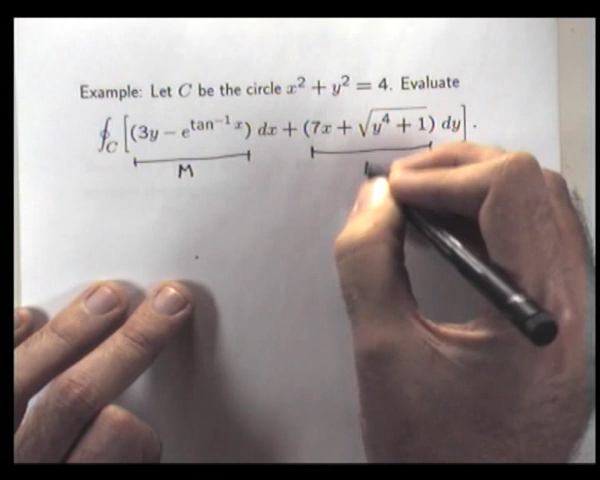 Example: Let C be the circle x² + y² = 4. Evaluate
∮_C [(3y − e^{tan⁻¹ x}) dx + (7x + √(y⁴ + 1)) dy].
M